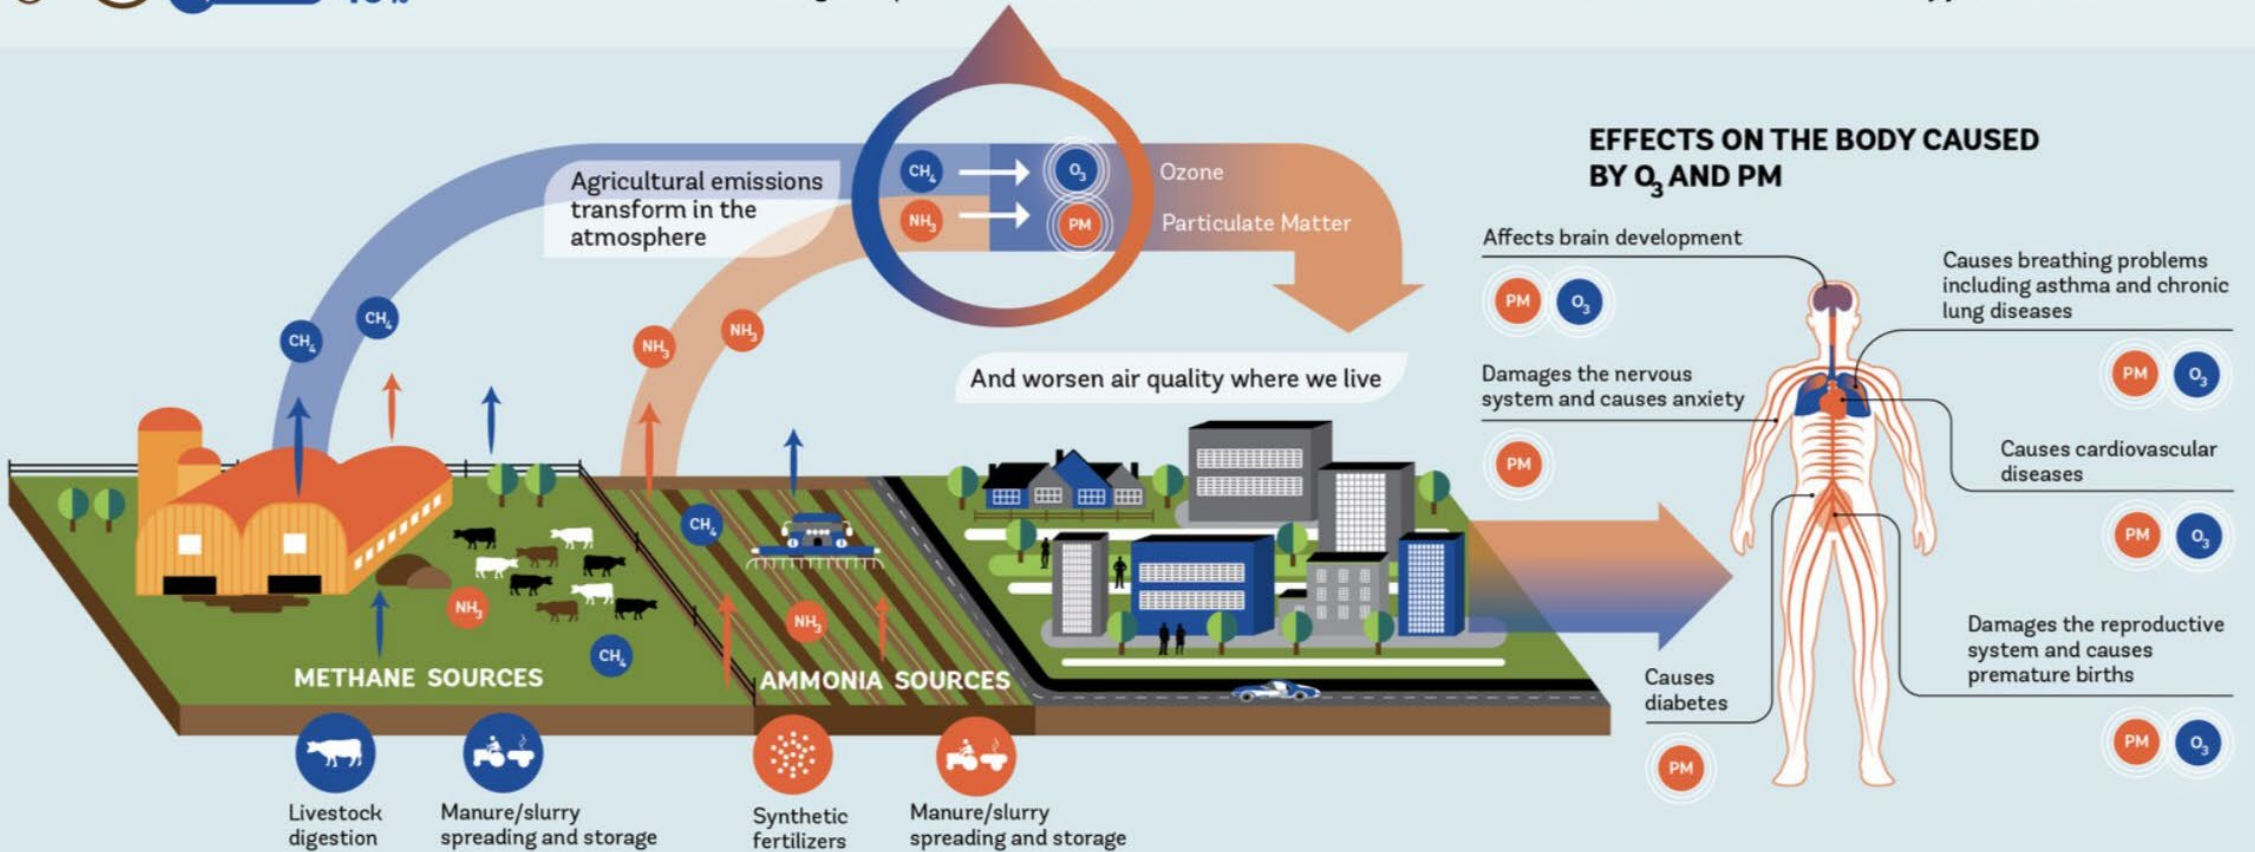 Agricultural emissions
transform in the
atmosphere
CH₄
O₃
Ozone
NH₃
PM
Particulate Matter
CH₄
CH₄
NH₃
NH₃
And worsen air quality where we live
CH₄
NH₃
NH₃
CH₄
METHANE SOURCES
AMMONIA SOURCES
Livestock
digestion
Manure/slurry
spreading and storage
Synthetic
fertilizers
Manure/slurry
spreading and storage
EFFECTS ON THE BODY CAUSED
BY O₃ AND PM
Affects brain development
PM O₃
Damages the nervous
system and causes anxiety
PM
Causes
diabetes
PM
Causes breathing problems
including asthma and chronic
lung diseases
PM O₃
Causes cardiovascular
diseases
PM O₃
Damages the reproductive
system and causes
premature births
PM O₃